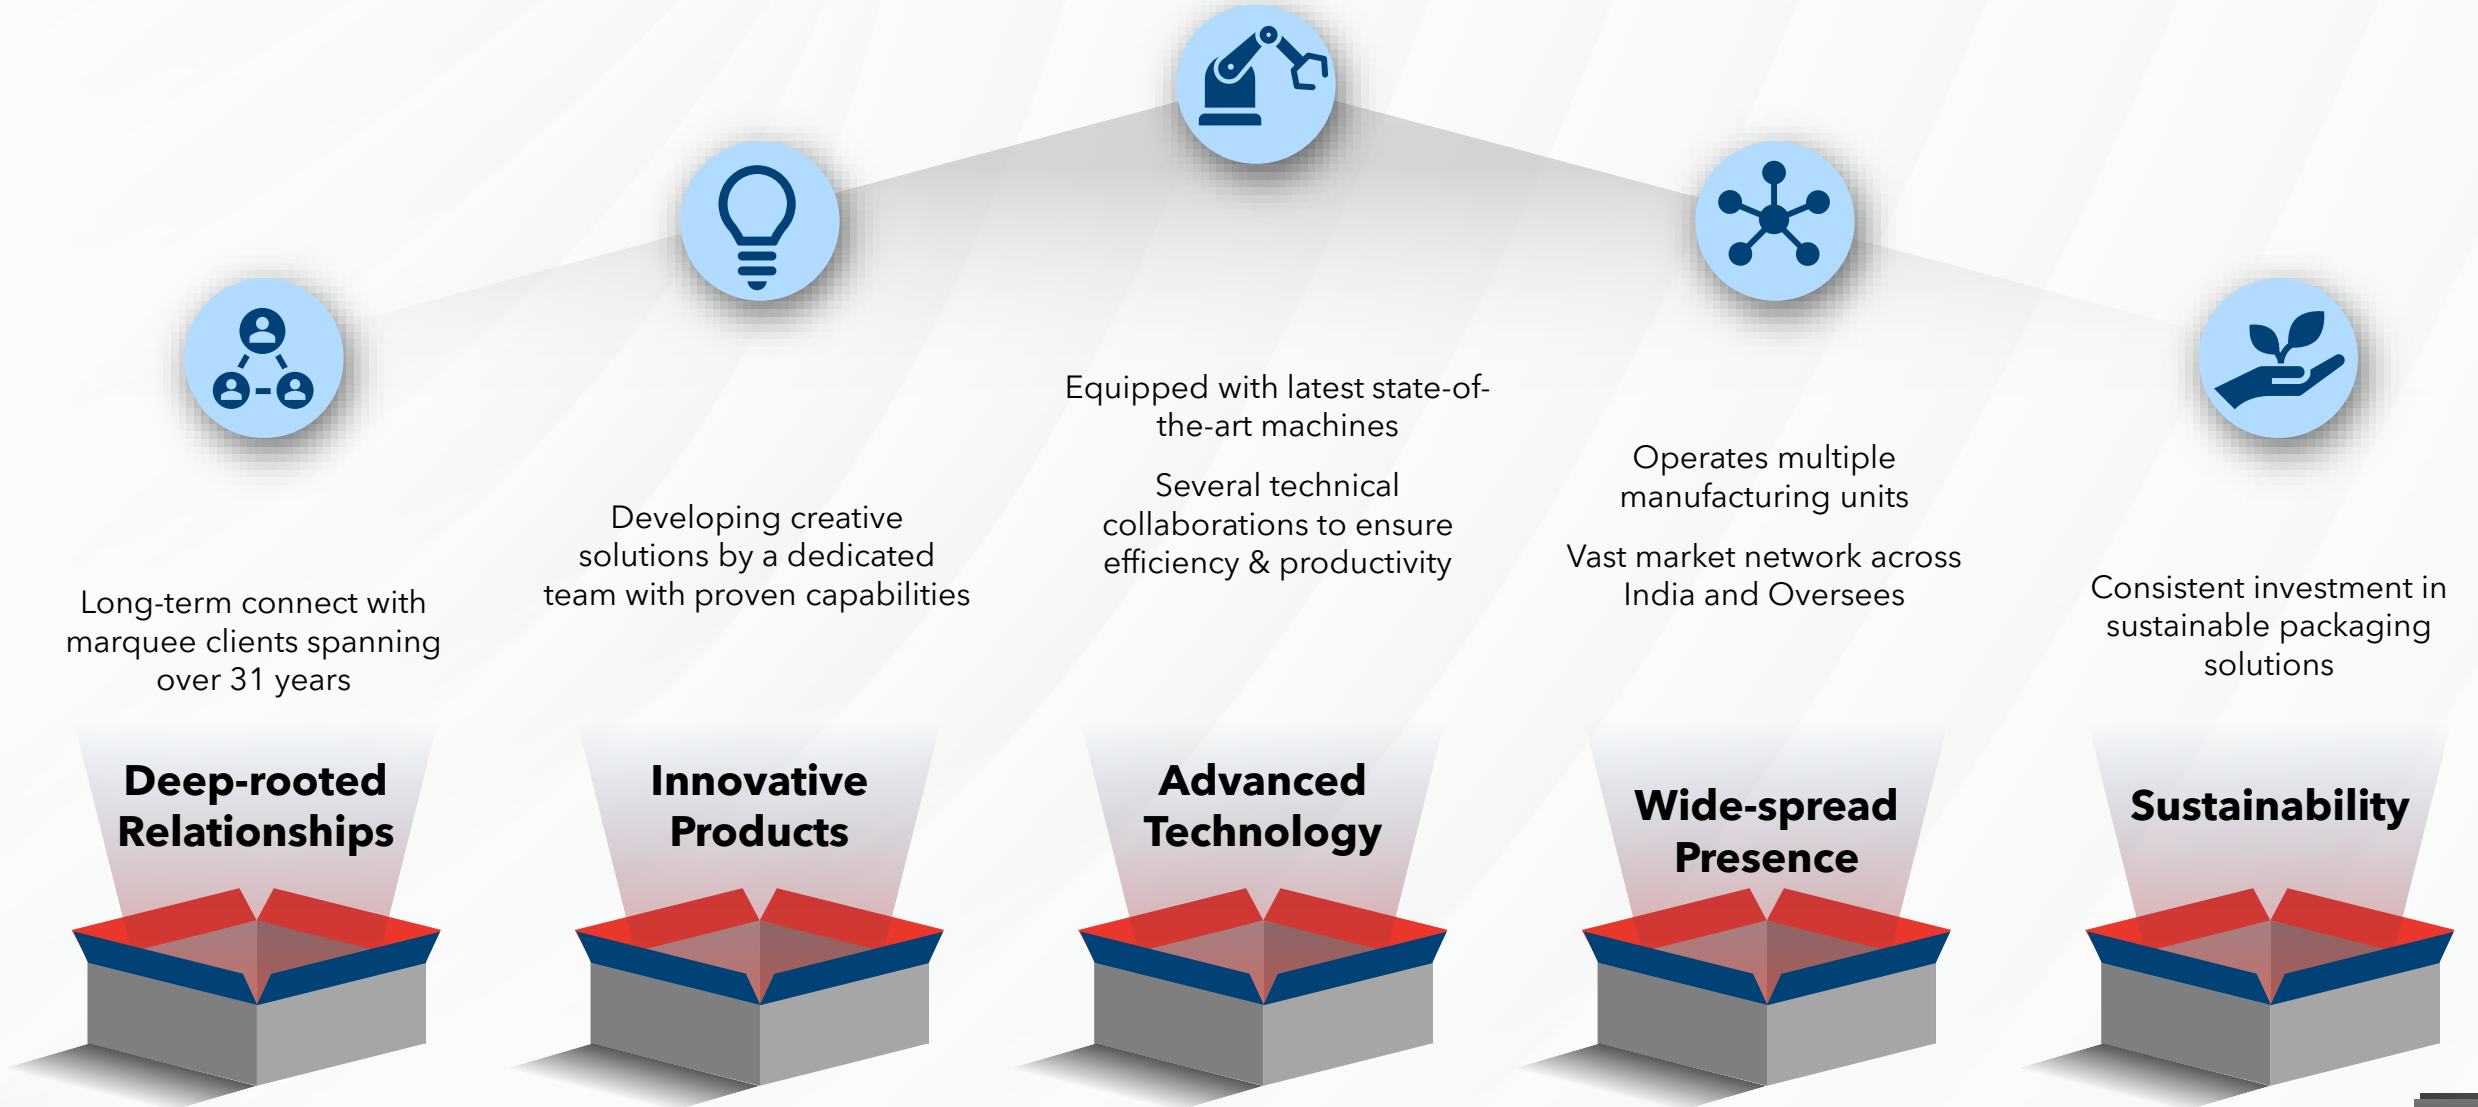 Long-term connect with
marquee clients spanning
over 31 years
Deep-rooted
Relationships
Developing creative
solutions by a dedicated
team with proven capabilities
Innovative
Products
Equipped with latest state-of-
the-art machines
Several technical
collaborations to ensure
efficiency & productivity
Advanced
Technology
Operates multiple
manufacturing units
Vast market network across
India and Oversees
Wide-spread
Presence
Consistent investment in
sustainable packaging
solutions
Sustainability